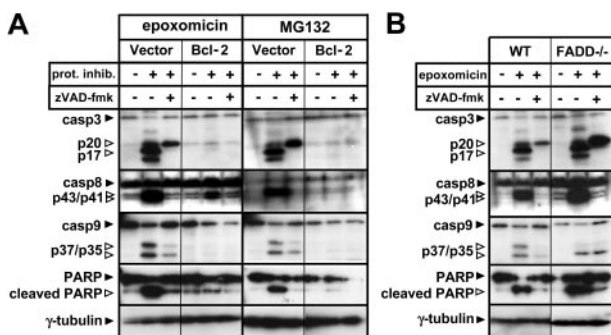 A
epoxomicin MG132
Vector Bcl-2 Vector Bcl-2
prot. inhib. - + + - + + - + + - + +
zVAD-fmk - - + - - + - - + - - +
casp3
p20
p17
casp8
p43/p41
casp9
p37/p35
PARP
cleaved PARP
γ-tubulin
B
WT FADD-/-
epoxomicin - + + - + +
zVAD-fmk - - + - - +
casp3
p20
p17
casp8
p43/p41
casp9
p37/p35
PARP
cleaved PARP
γ-tubulin